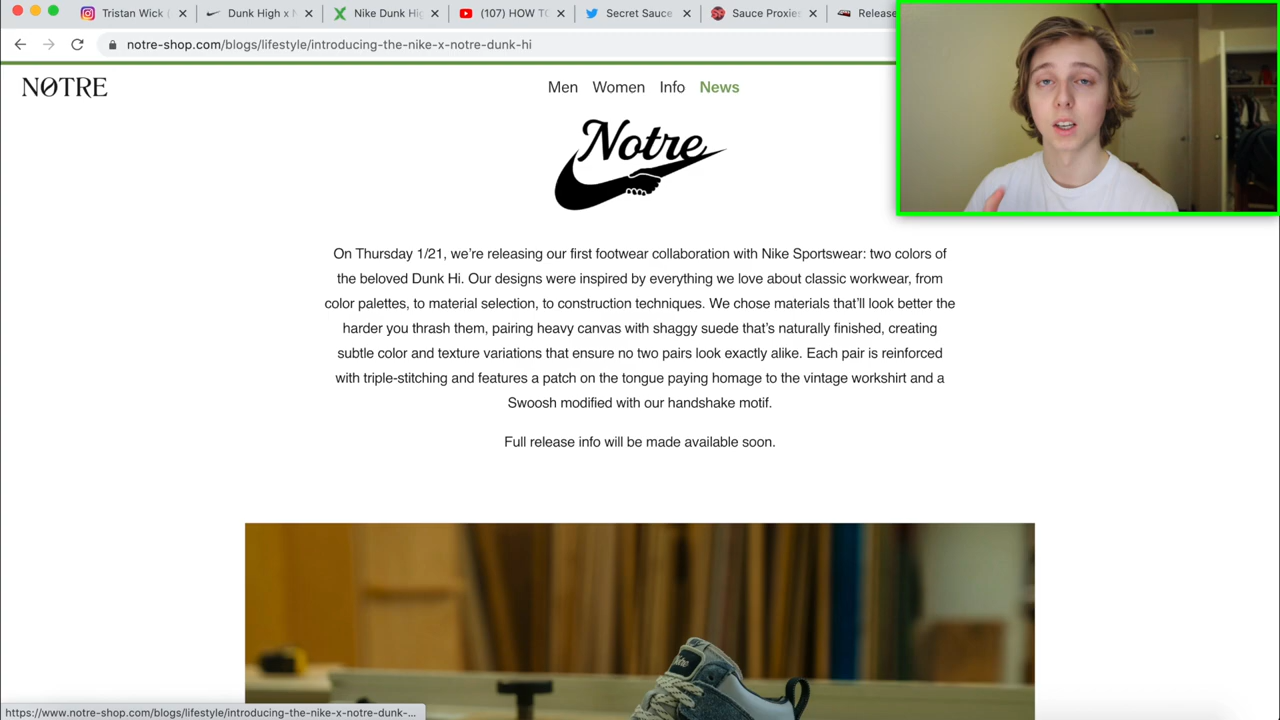 Tristan Wick (
Dunk High x N
Nike Dunk Hig
(107) HOW TO
Secret Sauce
Sauce Proxies
Release
notre-shop.com/blogs/lifestyle/introducing-the-nike-x-notre-dunk-hi
NØTRE
Men
Women
Info
News
Notre
On Thursday 1/21, we’re releasing our first footwear collaboration with Nike Sportswear: two colors of
the beloved Dunk Hi. Our designs were inspired by everything we love about classic workwear, from
color palettes, to material selection, to construction techniques. We chose materials that’ll look better the
harder you thrash them, pairing heavy canvas with shaggy suede that’s naturally finished, creating
subtle color and texture variations that ensure no two pairs look exactly alike. Each pair is reinforced
with triple-stitching and features a patch on the tongue paying homage to the vintage workshirt and a
Swoosh modified with our handshake motif.
Full release info will be made available soon.
Notre
https://www.notre-shop.com/blogs/lifestyle/introducing-the-nike-x-notre-dunk-...